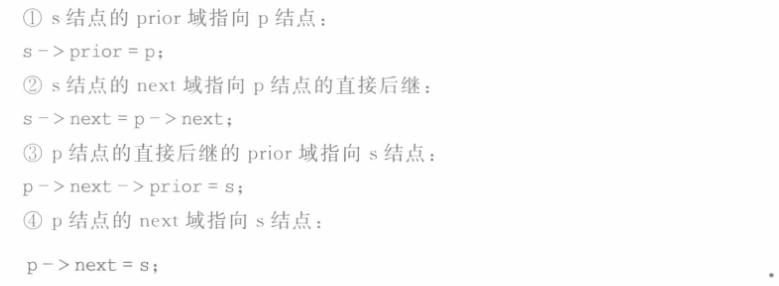 ① s 结点的 prior 域指向 p 结点：
s -> prior = p;
② s 结点的 next 域指向 p 结点的直接后继：
s -> next = p -> next;
③ p 结点的直接后继的 prior 域指向 s 结点：
p -> next -> prior = s;
④ p 结点的 next 域指向 s 结点：
p -> next = s;